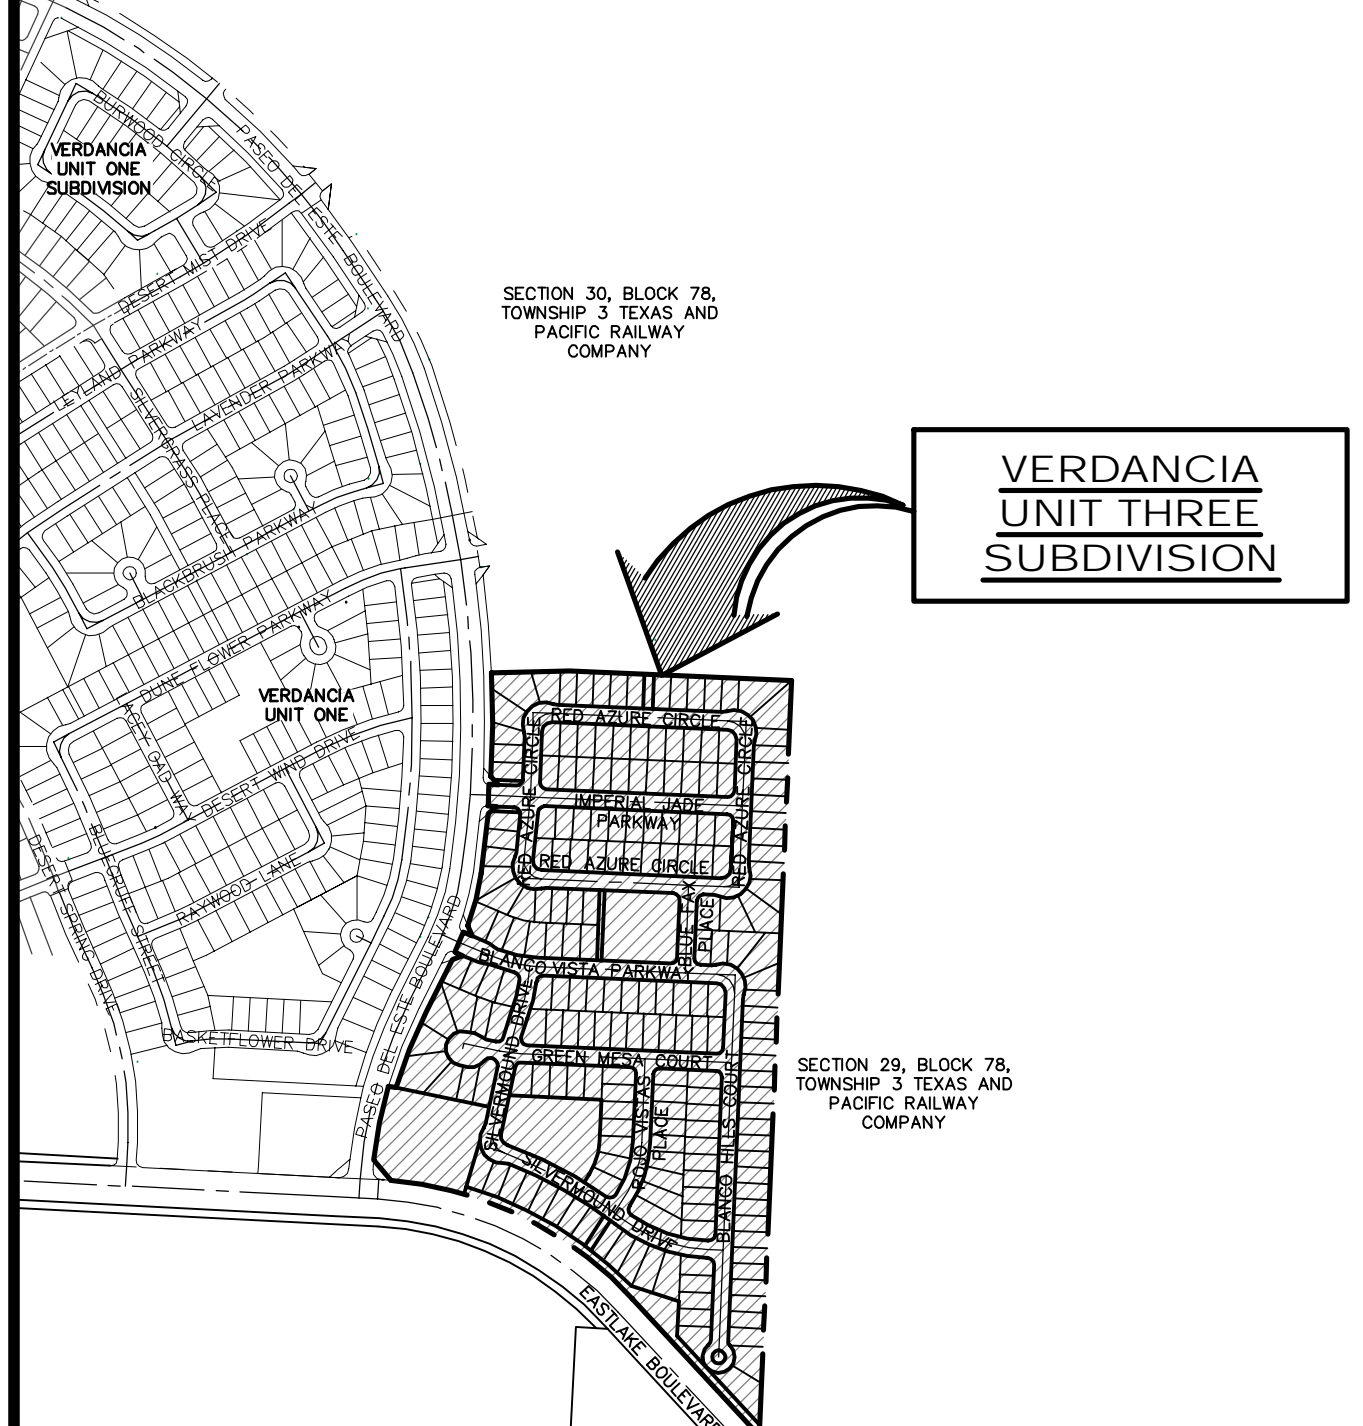 BURWOOD CIRCLE
VERDANCIA
UNIT ONE
SUBDIVISION
PASEO DEL ESTE BOULEVARD
DESERT MIST DRIVE
SECTION 30, BLOCK 78,
TOWNSHIP 3 TEXAS AND
PACIFIC RAILWAY
COMPANY
LEYLAND PARKWAY
LAVENDER PARKWAY
SILVERGRASS PLACE
VERDANCIA
UNIT THREE
SUBDIVISION
BLACKBRUSH PARKWAY
DUNE FLOWER PARKWAY
VERDANCIA
UNIT ONE
DESERT WIND DRIVE
RAYWOOD LANE
STREET
DESERT SPRING DRIVE
BASKETFLOWER DRIVE
PASEO DEL ESTE BOULEVARD
RED AZURE CIRCLE
RED AZURE CIRCLE
RED AZURE CIRCLE
IMPERIAL JADE
PARKWAY
RED AZURE CIRCLE
RED AZURE CIRCLE
RED AZURE CIRCLE
PLACE
BLANCO VISTA PARKWAY
SILVERMOUND DRIVE
GREEN MESA COURT
SECTION 29, BLOCK 78,
TOWNSHIP 3 TEXAS AND
PACIFIC RAILWAY
COMPANY
ROJO VISTAS
PLACE
BLANCO HILLS COURT
SILVERMOUND DRIVE
EASTLAKE BOULEVARD